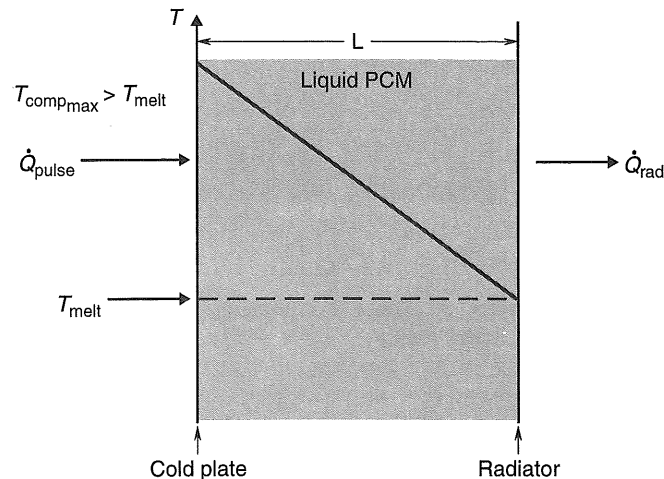 T
L
Liquid PCM
T_comp_max > T_melt
Q̇_pulse
Q̇_rad
T_melt
Cold plate
Radiator